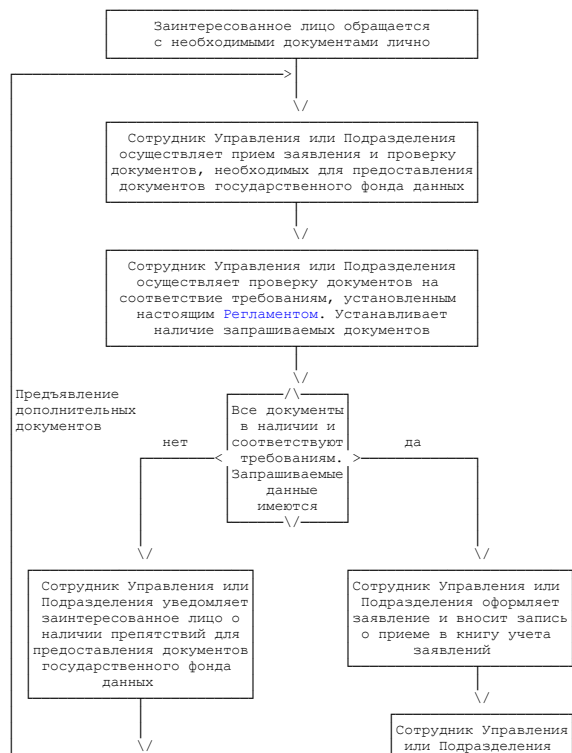 Заинтересованное лицо обращается
с необходимыми документами лично
Сотрудник Управления или Подразделения
осуществляет прием заявления и проверку
документов, необходимых для предоставления
документов государственного фонда данных
Сотрудник Управления или Подразделения
осуществляет проверку документов на
соответствие требованиям, установленным
настоящим Регламентом. Устанавливает
наличие запрашиваемых документов
Предъявление
дополнительных
документов
Все документы
в наличии и
соответствуют
требованиям.
Запрашиваемые
данные
имеются
нет
да
Сотрудник Управления или
Подразделения уведомляет
заинтересованное лицо о
наличии препятствий для
предоставления документов
государственного фонда
данных
Сотрудник Управления или
Подразделения оформляет
заявление и вносит запись
о приеме в книгу учета
заявлений
Сотрудник Управления
или Подразделения